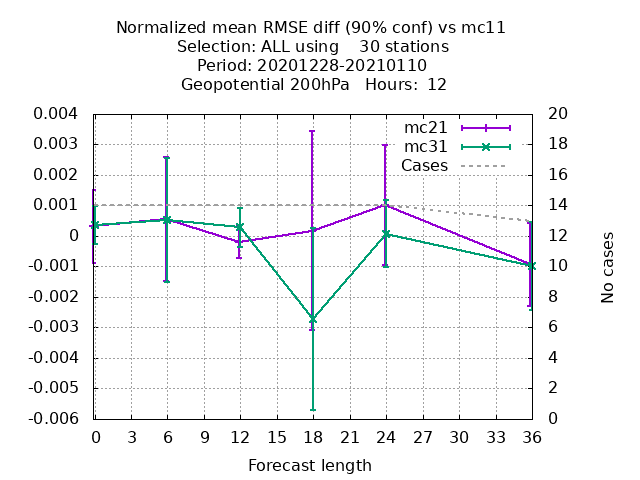 Normalized mean RMSE diff (90% conf) vs mc11
Selection: ALL using    30 stations
Period: 20201228-20210110
Geopotential 200hPa   Hours:  12
mc21
mc31
Cases
0.004
0.003
0.002
0.001
0
-0.001
-0.002
-0.003
-0.004
-0.005
-0.006
20
18
16
14
12
10
8
6
4
2
0
No cases
0 3 6 9 12 15 18 21 24 27 30 33 36
Forecast length